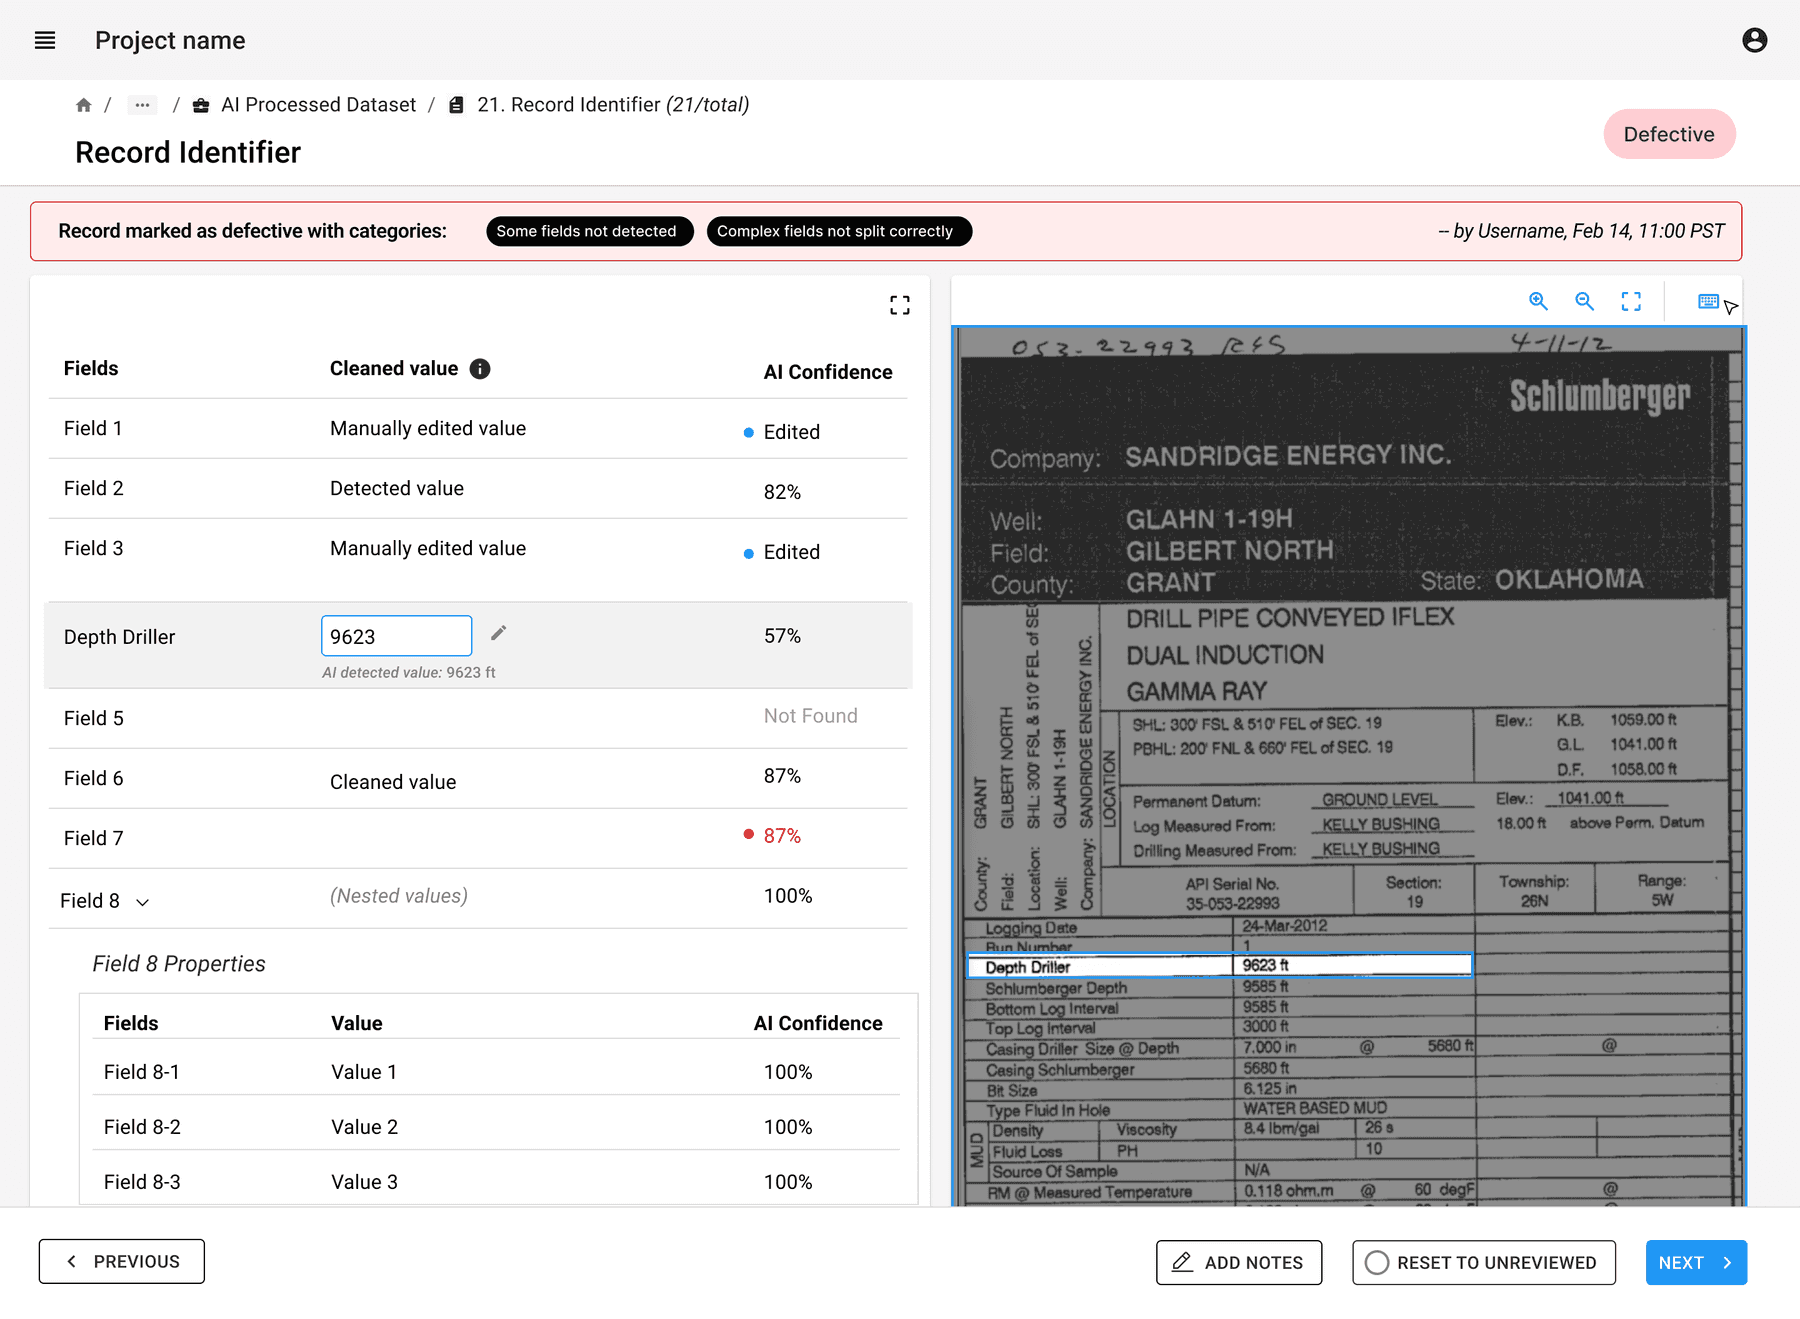 Project name
/ ... / AI Processed Dataset / 21. Record Identifier (21/total)
Record Identifier
Defective
Record marked as defective with categories: Some fields not detected Complex fields not split correctly -- by Username, Feb 14, 11:00 PST
Fields Cleaned value AI Confidence
Field 1 Manually edited value Edited
Field 2 Detected value 82%
Field 3 Manually edited value Edited
Depth Driller 9623 57%
AI detected value: 9623 ft
Field 5 Not Found
Field 6 Cleaned value 87%
Field 7 87%
Field 8 (Nested values) 100%
Field 8 Properties
Fields Value AI Confidence
Field 8-1 Value 1 100%
Field 8-2 Value 2 100%
Field 8-3 Value 3 100%
053-22993 4-11-12
Schlumberger
Company: SANDRIDGE ENERGY INC.
Well: GLAHN 1-19H
Field: GILBERT NORTH
County: GRANT State: OKLAHOMA
County: GRANT
Field: GILBERT NORTH
Location: SHL: 300' FSL & 510' FEL of SEC
Well: GLAHN 1-19H
Company: SANDRIDGE ENERGY INC.
LOCATION
DRILL PIPE CONVEYED IFLEX
DUAL INDUCTION
GAMMA RAY
SHL: 300' FSL & 510' FEL of SEC. 19 Elev.: K.B. 1059.00 ft
PBHL: 200' FNL & 660' FEL of SEC. 19 G.L. 1041.00 ft
D.F. 1058.00 ft
Permanent Datum: GROUND LEVEL Elev.: 1041.00 ft
Log Measured From: KELLY BUSHING 18.00 ft above Perm. Datum
Drilling Measured From: KELLY BUSHING
API Serial No. Section: Township: Range:
35-053-22993 19 26N 5W
Logging Date 24-Mar-2012
Run Number 1
Depth Driller 9623 ft
Schlumberger Depth 9585 ft
Bottom Log Interval 9585 ft
Top Log Interval 3000 ft
Casing Driller Size @ Depth 7.000 in @ 5680 ft @
Casing Schlumberger 5680 ft
Bit Size 6.125 in
Type Fluid In Hole WATER BASED MUD
MUD
Density Viscosity 8.4 lbm/gal 26 s
Fluid Loss PH 10
Source Of Sample N/A
RM @ Measured Temperature 0.118 ohm.m @ 60 degF @
PREVIOUS ADD NOTES RESET TO UNREVIEWED NEXT